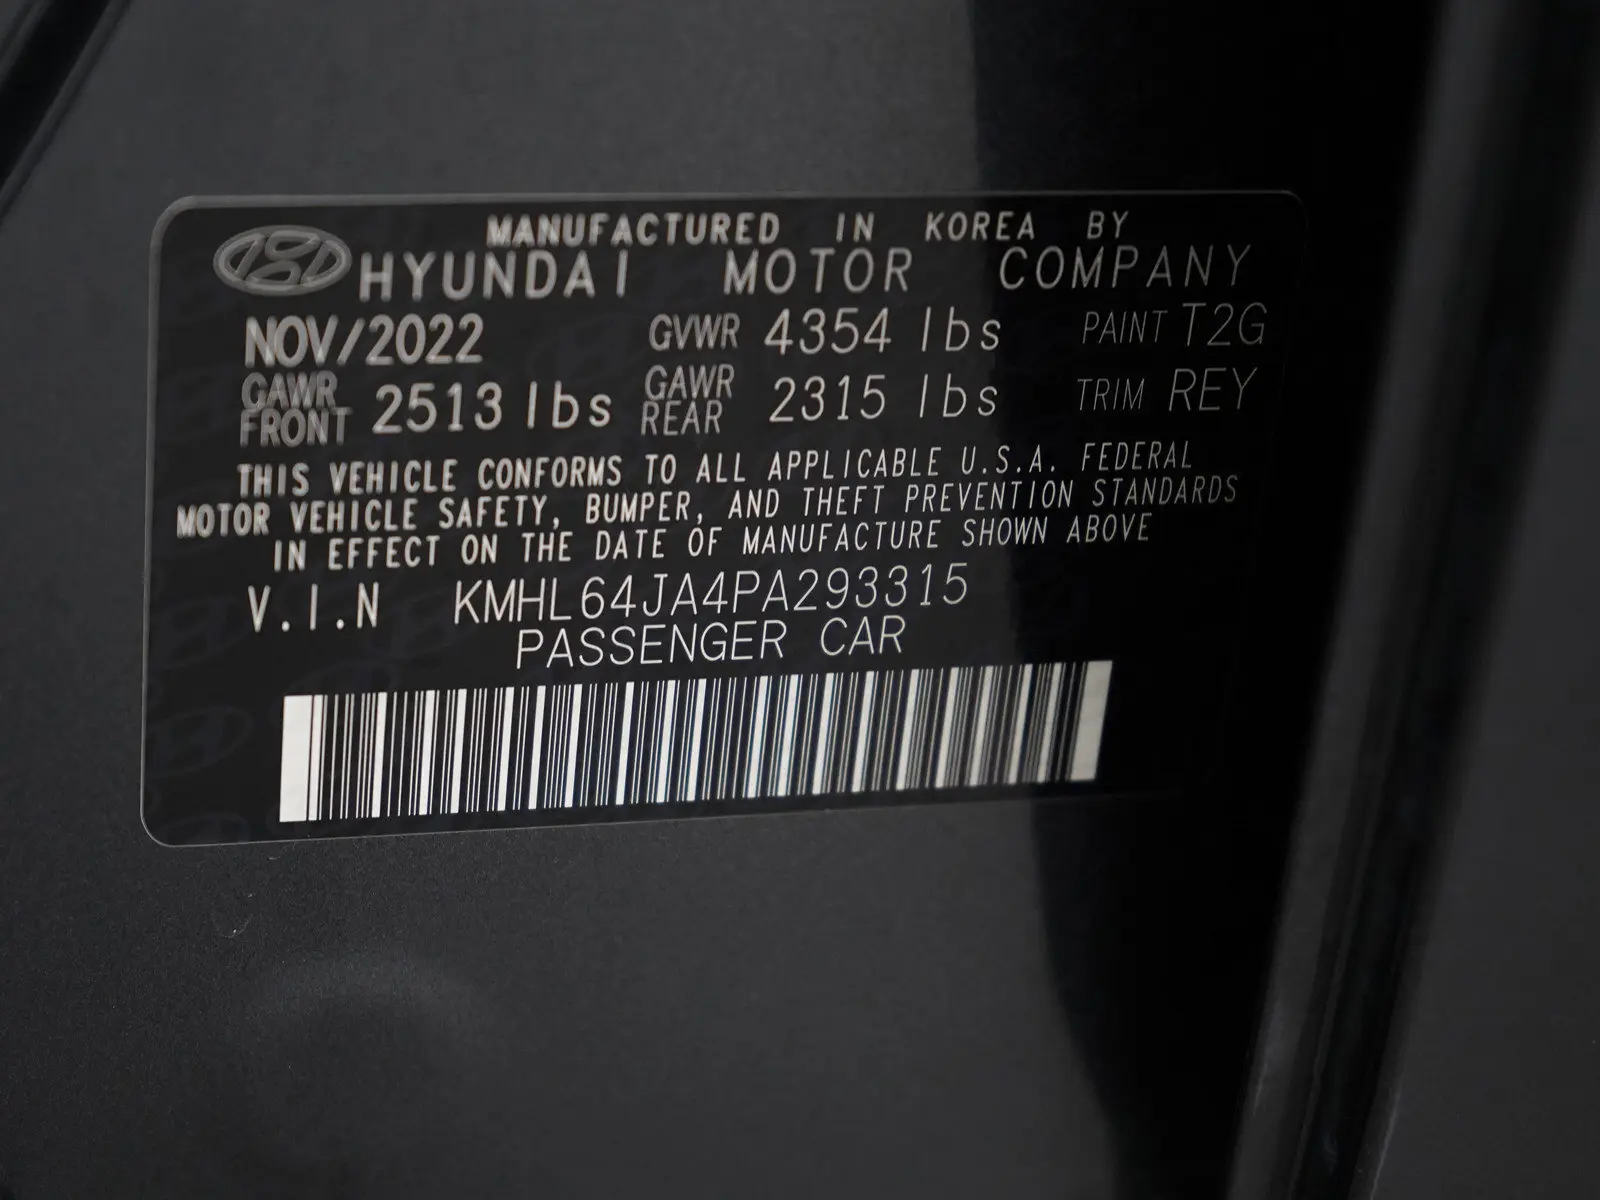 MANUFACTURED IN KOREA BY
HYUNDAI MOTOR COMPANY
NOV/2022 GVWR 4354 lbs PAINT T2G
GAWR FRONT 2513 lbs GAWR REAR 2315 lbs TRIM REY
THIS VEHICLE CONFORMS TO ALL APPLICABLE U.S.A. FEDERAL
MOTOR VEHICLE SAFETY, BUMPER, AND THEFT PREVENTION STANDARDS
IN EFFECT ON THE DATE OF MANUFACTURE SHOWN ABOVE
V.I.N KMHL64JA4PA293315
PASSENGER CAR